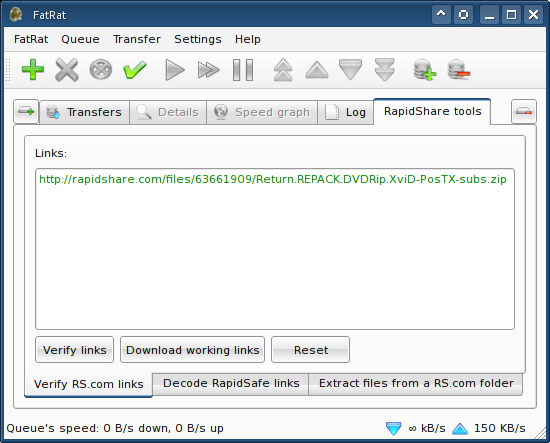 FatRat
FatRat Queue Transfer Settings Help
Transfers Details Speed graph Log RapidShare tools
Links:
http://rapidshare.com/files/63661909/Return.REPACK.DVDRip.XviD-PosTX-subs.zip
Verify links Download working links Reset
Verify RS.com links Decode RapidSafe links Extract files from a RS.com folder
Queue's speed: 0 B/s down, 0 B/s up ∞ kB/s 150 KB/s